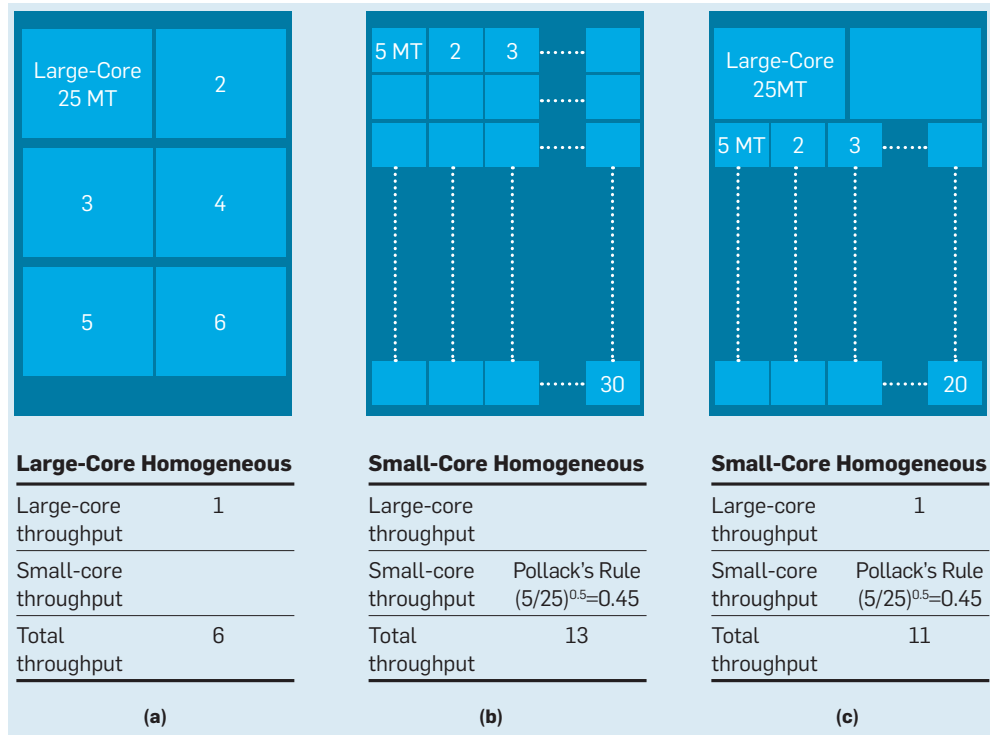 Large-Core
25 MT
2
3
4
5
6
Large-Core Homogeneous
Large-core 1
throughput
Small-core
throughput
Total 6
throughput
(a)
5 MT 2 3
30
Small-Core Homogeneous
Large-core
throughput
Small-core Pollack's Rule
throughput (5/25)^0.5=0.45
Total 13
throughput
(b)
Large-Core
25MT
5 MT 2 3
20
Small-Core Homogeneous
Large-core 1
throughput
Small-core Pollack's Rule
throughput (5/25)^0.5=0.45
Total 11
throughput
(c)